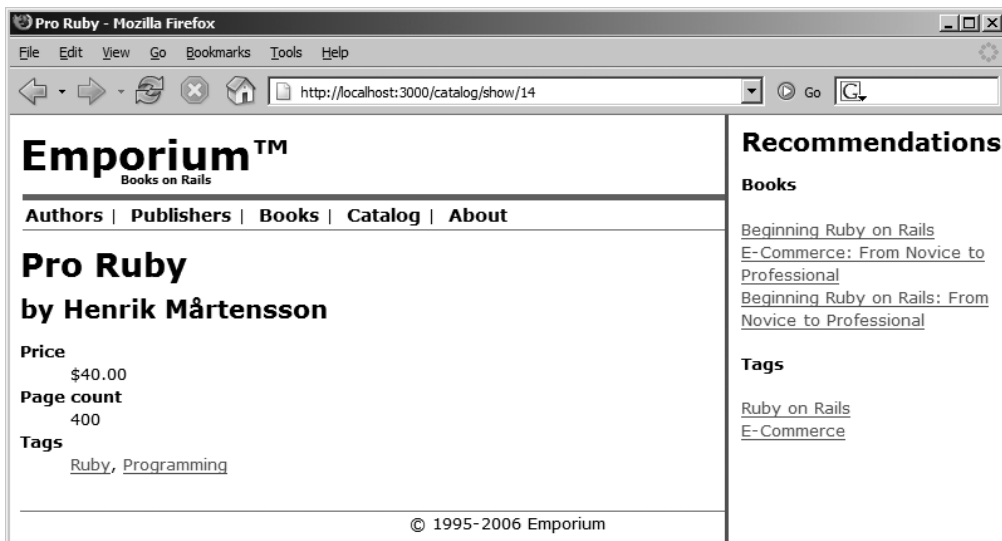 Pro Ruby - Mozilla Firefox
File Edit View Go Bookmarks Tools Help
http://localhost:3000/catalog/show/14
Go
G
Emporium™
Books on Rails
Authors | Publishers | Books | Catalog | About
Pro Ruby
by Henrik Mårtensson
Price
$40.00
Page count
400
Tags
Ruby, Programming
© 1995-2006 Emporium
Recommendations
Books
Beginning Ruby on Rails
E-Commerce: From Novice to
Professional
Beginning Ruby on Rails: From
Novice to Professional
Tags
Ruby on Rails
E-Commerce